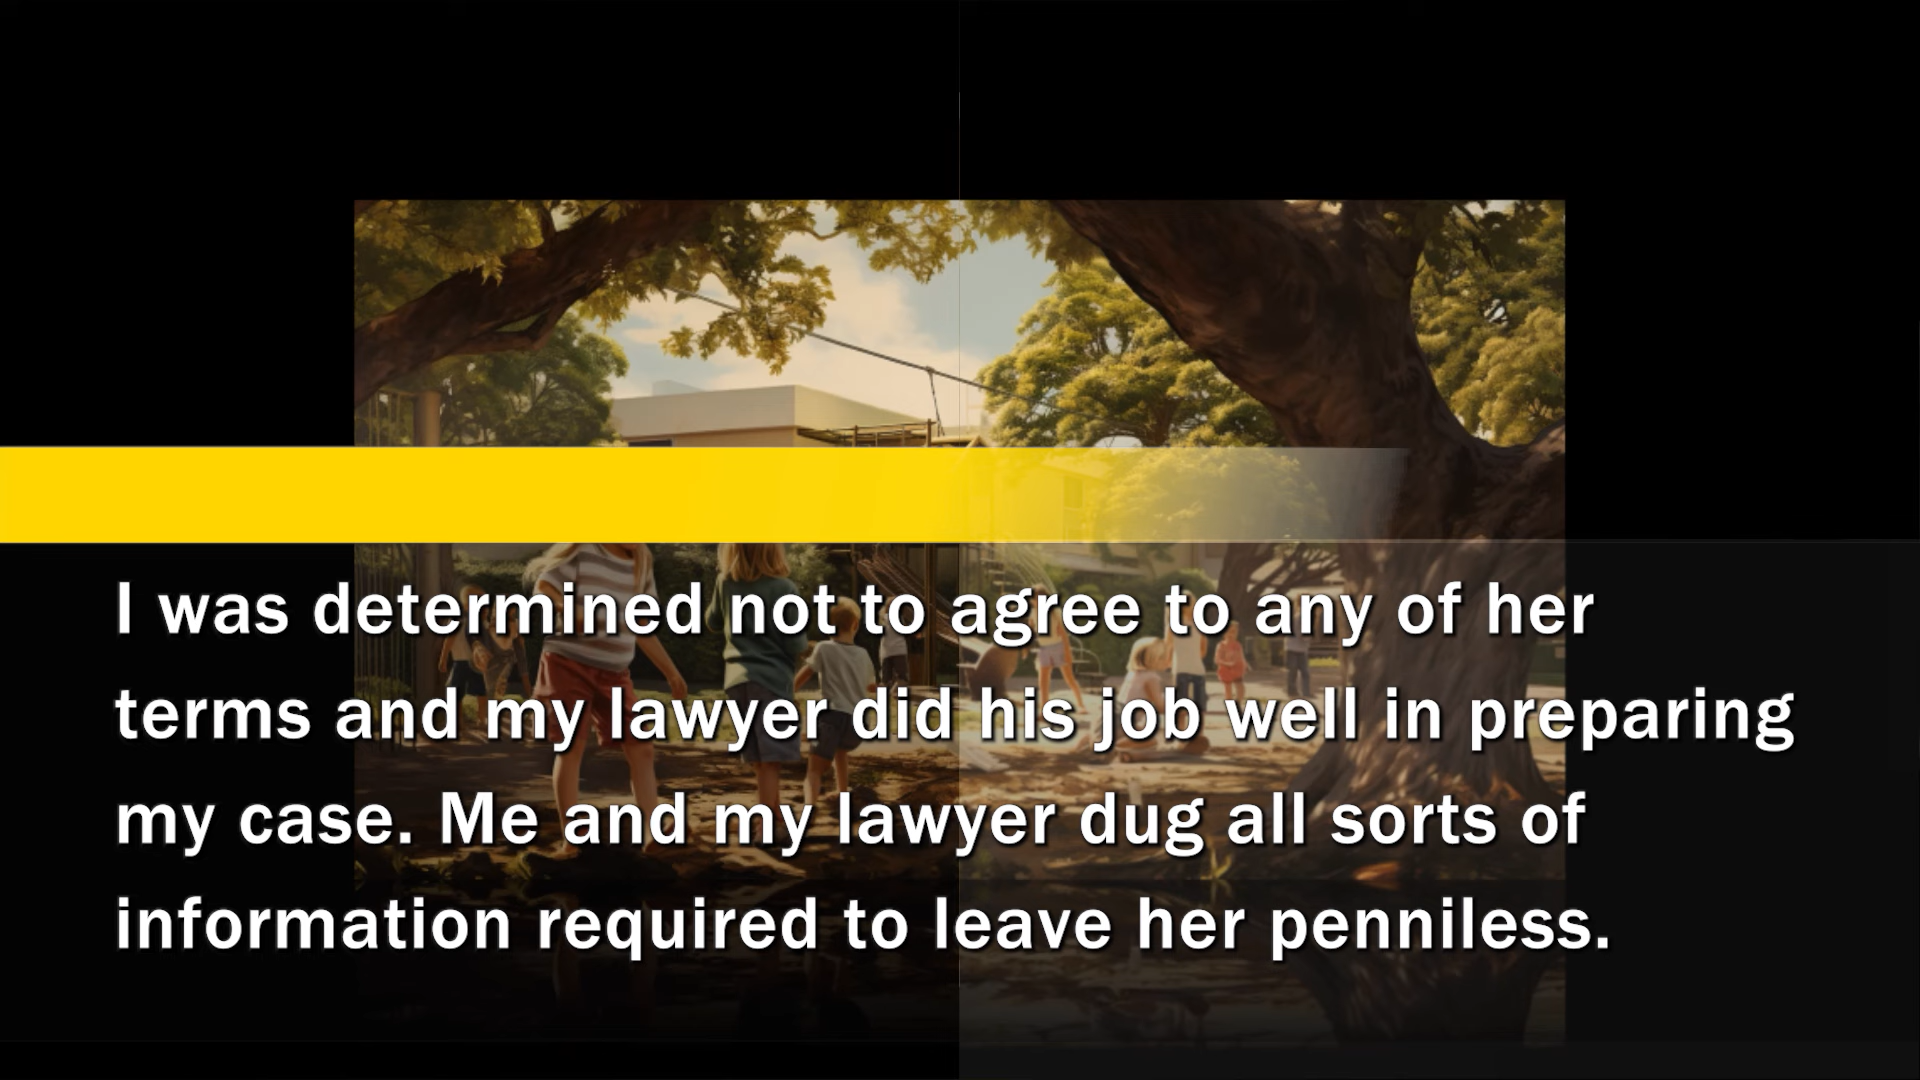 I was determined not to agree to any of her
terms and my lawyer did his job well in preparing
my case. Me and my lawyer dug all sorts of
information required to leave her penniless.